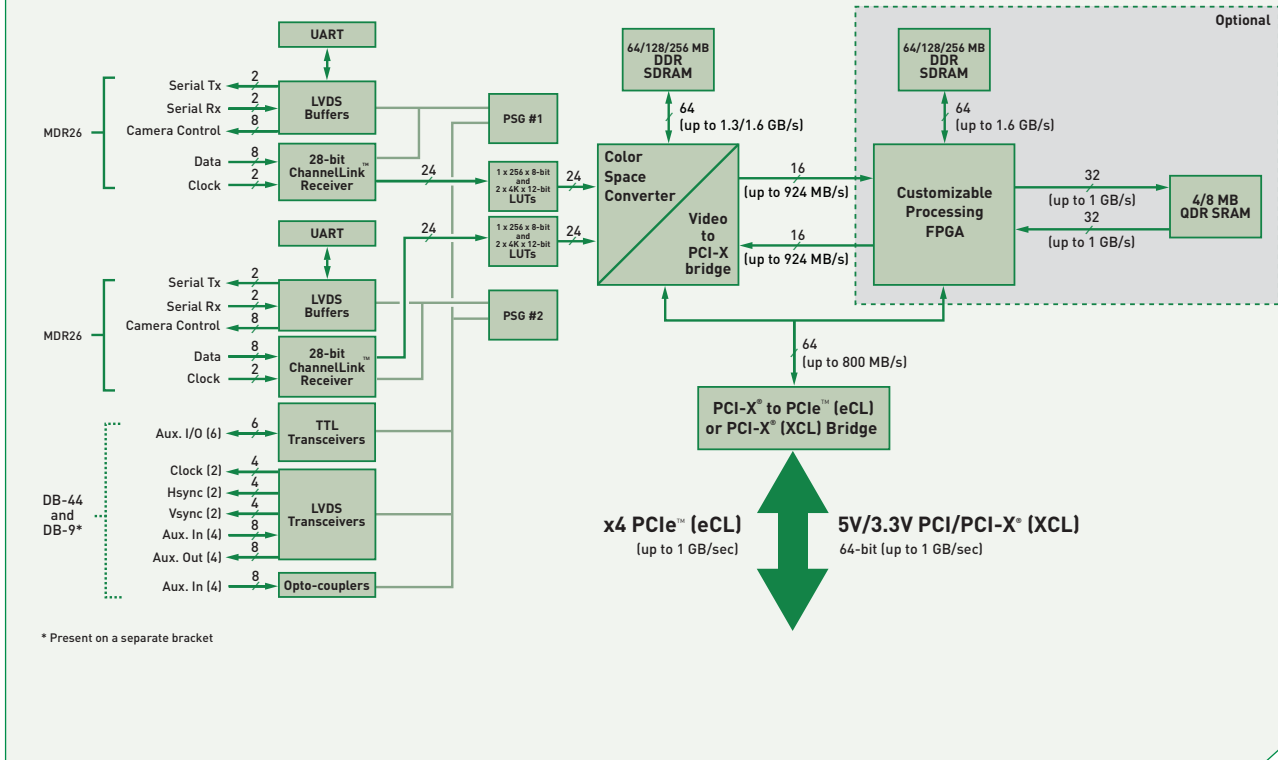 Optional
UART
64/128/256 MB
DDR
SDRAM
64/128/256 MB
DDR
SDRAM
MDR26
Serial Tx
2
Serial Rx
2
Camera Control
8
LVDS
Buffers
PSG #1
64
(up to 1.3/1.6 GB/s)
64
(up to 1.6 GB/s)
Data
8
Clock
2
28-bit
ChannelLink™
Receiver
24
1 x 256 x 8-bit
and
2 x 4K x 12-bit
LUTs
24
Color
Space
Converter
Video
to
PCI-X
bridge
16
(up to 924 MB/s)
16
(up to 924 MB/s)
Customizable
Processing
FPGA
32
(up to 1 GB/s)
32
(up to 1 GB/s)
4/8 MB
QDR SRAM
24
1 x 256 x 8-bit
and
2 x 4K x 12-bit
LUTs
24
UART
MDR26
Serial Tx
2
Serial Rx
2
Camera Control
8
LVDS
Buffers
PSG #2
Data
8
Clock
2
28-bit
ChannelLink™
Receiver
64
(up to 800 MB/s)
PCI-X® to PCIe™ (eCL)
or PCI-X® (XCL) Bridge
DB-44
and
DB-9*
Aux. I/O (6)
6
TTL
Transceivers
Clock (2)
4
Hsync (2)
4
Vsync (2)
4
Aux. In (4)
8
Aux. Out (4)
8
LVDS
Transceivers
Aux. In (4)
8
Opto-couplers
x4 PCIe™ (eCL)
(up to 1 GB/sec)
5V/3.3V PCI/PCI-X® (XCL)
64-bit (up to 1 GB/sec)
* Present on a separate bracket